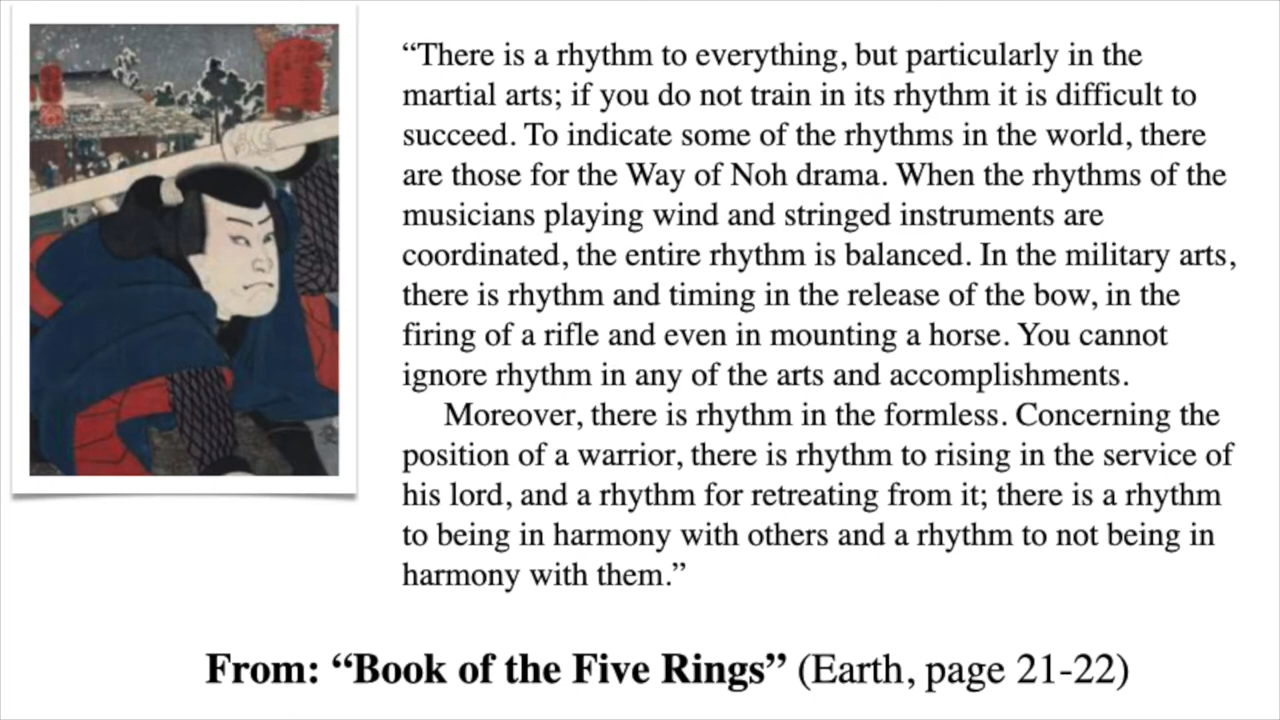 “There is a rhythm to everything, but particularly in the
martial arts; if you do not train in its rhythm it is difficult to
succeed. To indicate some of the rhythms in the world, there
are those for the Way of Noh drama. When the rhythms of the
musicians playing wind and stringed instruments are
coordinated, the entire rhythm is balanced. In the military arts,
there is rhythm and timing in the release of the bow, in the
firing of a rifle and even in mounting a horse. You cannot
ignore rhythm in any of the arts and accomplishments.
Moreover, there is rhythm in the formless. Concerning the
position of a warrior, there is rhythm to rising in the service of
his lord, and a rhythm for retreating from it; there is a rhythm
to being in harmony with others and a rhythm to not being in
harmony with them.”
From: “Book of the Five Rings” (Earth, page 21-22)